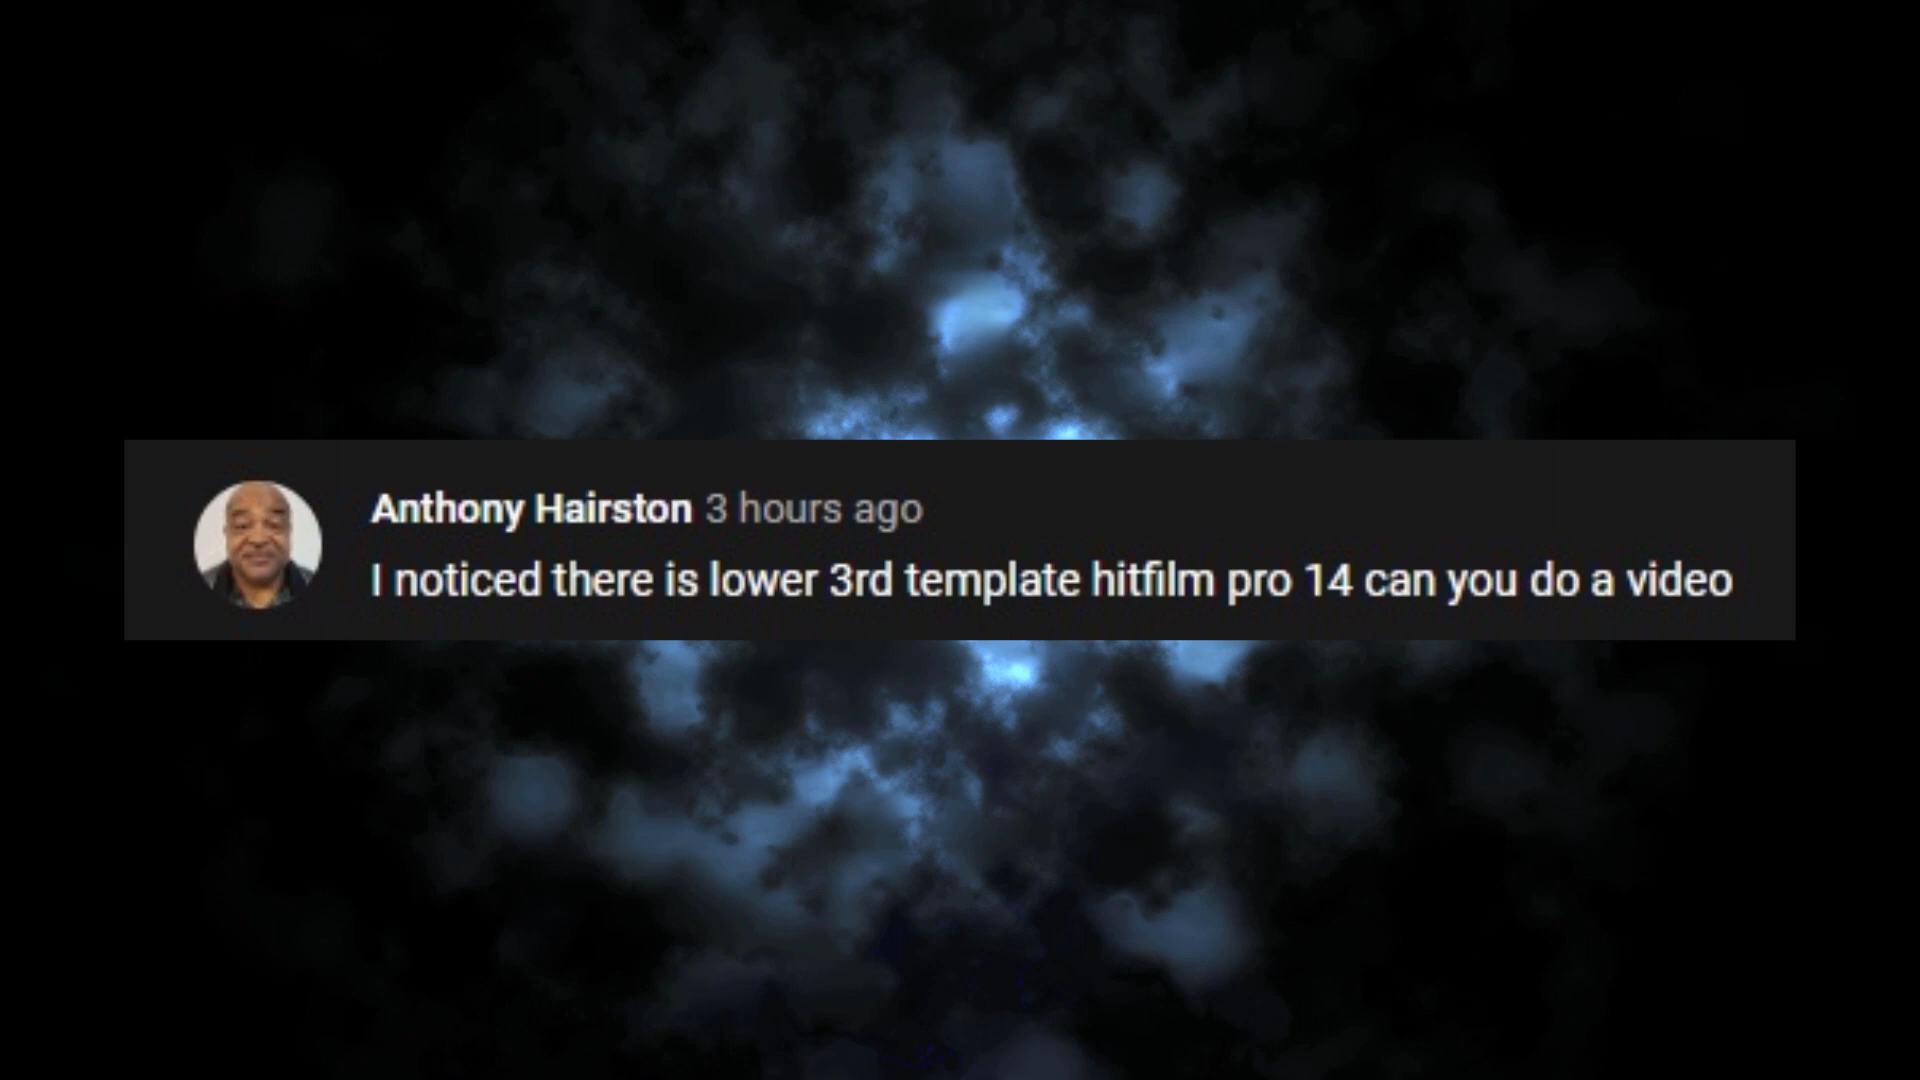 Anthony Hairston 3 hours ago
I noticed there is lower 3rd template hitfilm pro 14 can you do a video